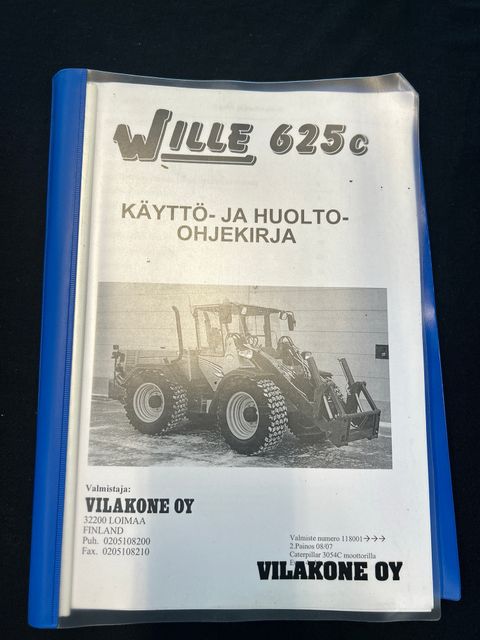 WILLE 625c
KÄYTTÖ- JA HUOLTO-
OHJEKIRJA
Valmistaja:
VILAKONE OY
32200 LOIMAA
FINLAND
Puh. 0205108200
Fax. 0205108210
Valmiste numero 118001→→→
2.Painos 08/07
Caterpillar 3054C moottorilla
VILAKONE OY